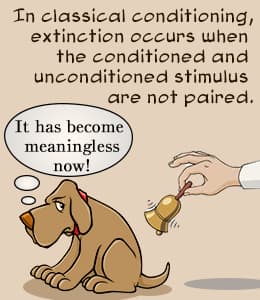 In classical conditioning,
extinction occurs when
the conditioned and
unconditioned stimulus
are not paired.
It has become
meaningless
now!